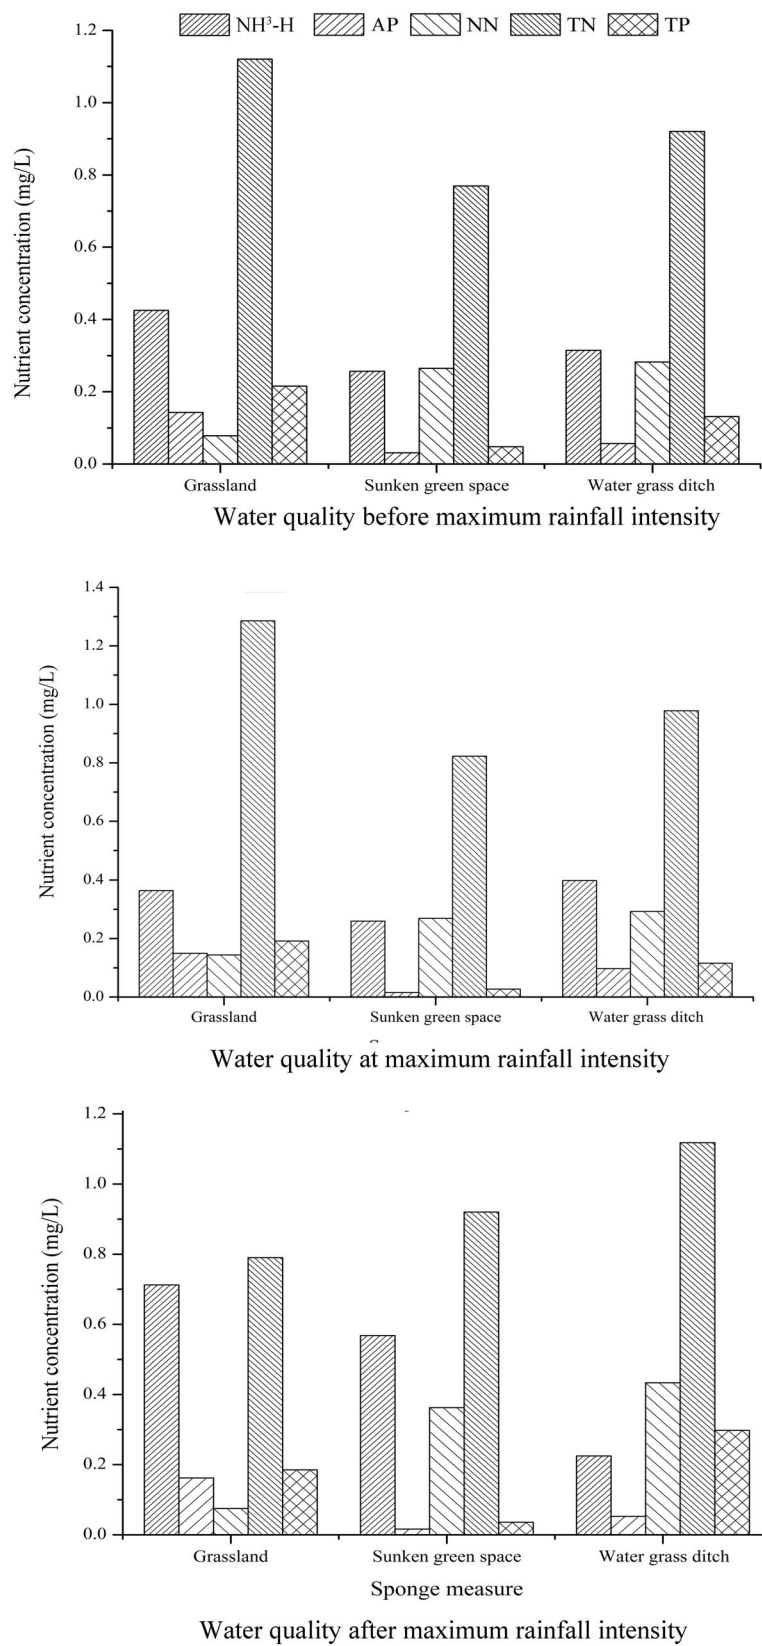 NH³-H AP NN TN TP
Nutrient concentration (mg/L)
1.2
1.0
0.8
0.6
0.4
0.2
0.0
Grassland Sunken green space Water grass ditch
Water quality before maximum rainfall intensity
Nutrient concentration (mg/L)
1.4
1.2
1.0
0.8
0.6
0.4
0.2
0.0
Grassland Sunken green space Water grass ditch
Water quality at maximum rainfall intensity
Nutrient concentration (mg/L)
1.2
1.0
0.8
0.6
0.4
0.2
0.0
Grassland Sunken green space Water grass ditch
Sponge measure
Water quality after maximum rainfall intensity